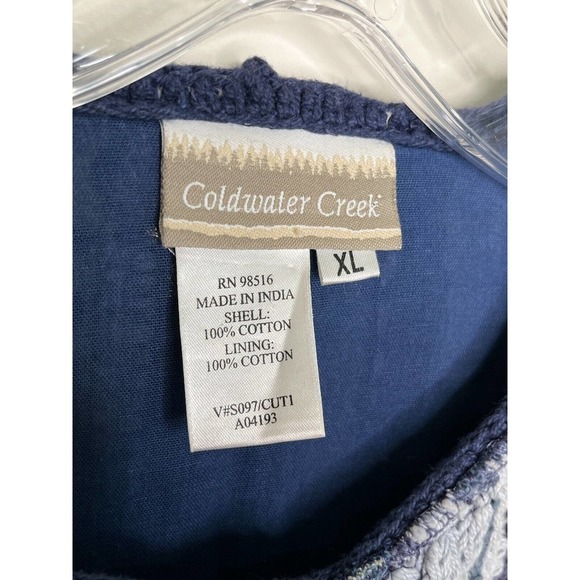 Coldwater Creek
XL
RN 98516
MADE IN INDIA
SHELL:
100% COTTON
LINING:
100% COTTON
V#S097/CUT1
A04193